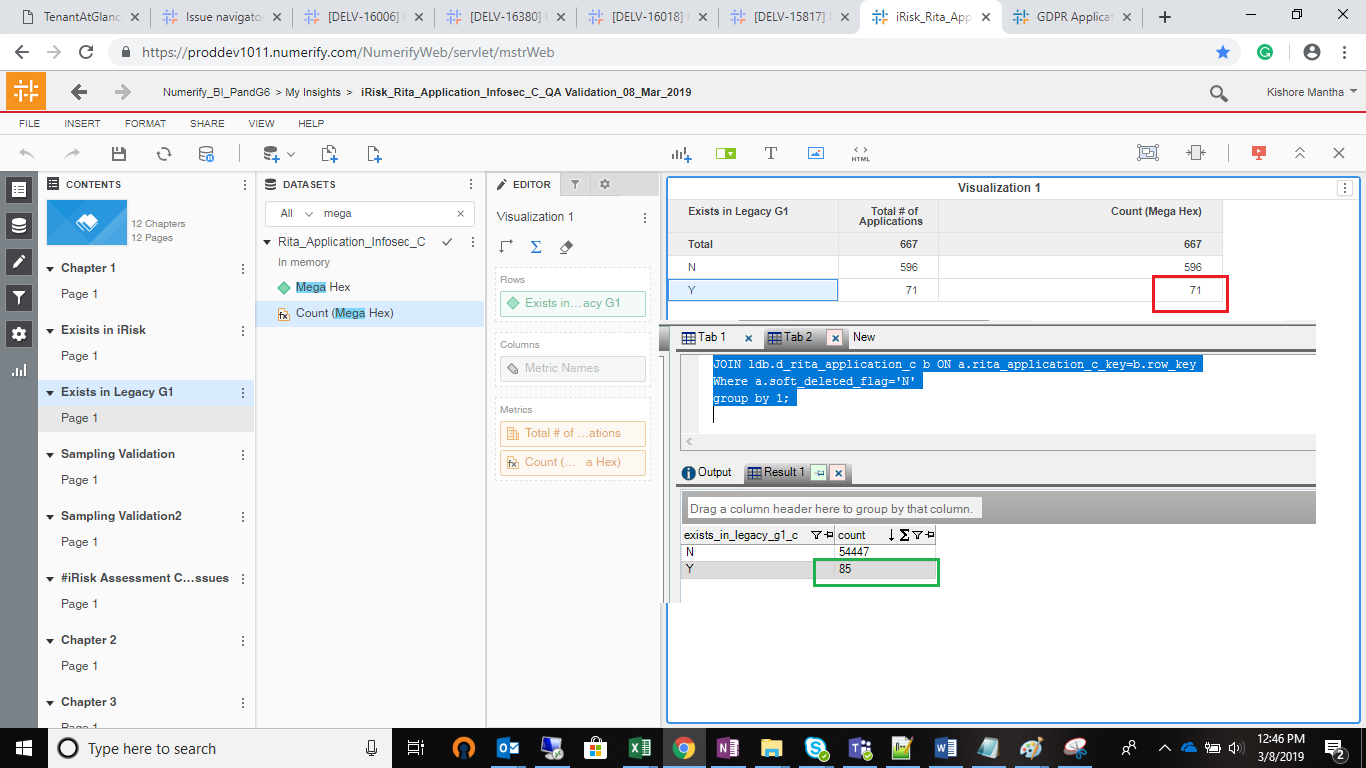 TenantAtGlanc
Issue navigator
[DELV-16006]
[DELV-16380]
[DELV-16018]
[DELV-15817]
iRisk_Rita_App
GDPR Applicat
https://proddev1011.numerify.com/NumerifyWeb/servlet/mstrWeb
Numerify_BI_PandG6 > My Insights > iRisk_Rita_Application_Infosec_C_QA Validation_08_Mar_2019
Kishore Mantha
FILE INSERT FORMAT SHARE VIEW HELP
HTML
CONTENTS
12 Chapters
12 Pages
Chapter 1
Page 1
Exisits in iRisk
Page 1
Exists in Legacy G1
Page 1
Sampling Validation
Page 1
Sampling Validation2
Page 1
#iRisk Assessment C...ssues
Page 1
Chapter 2
Page 1
Chapter 3
Page 1
DATASETS
All mega
Rita_Application_Infosec_C
In memory
Mega Hex
Count (Mega Hex)
EDITOR
Visualization 1
Rows
Exists in...acy G1
Columns
Metric Names
Metrics
Total # of ...ations
Count (... a Hex)
Visualization 1
Exists in Legacy G1 Total # of Applications Count (Mega Hex)
Total 667 667
N 596 596
Y 71 71
Tab 1 Tab 2 New
JOIN ldb.d_rita_application_c b ON a.rita_application_c_key=b.row_key
Where a.soft_deleted_flag='N'
group by 1;
Output Result 1
Drag a column header here to group by that column.
exists_in_legacy_g1_c count
N 54447
Y 85
Type here to search
12:46 PM
3/8/2019
2